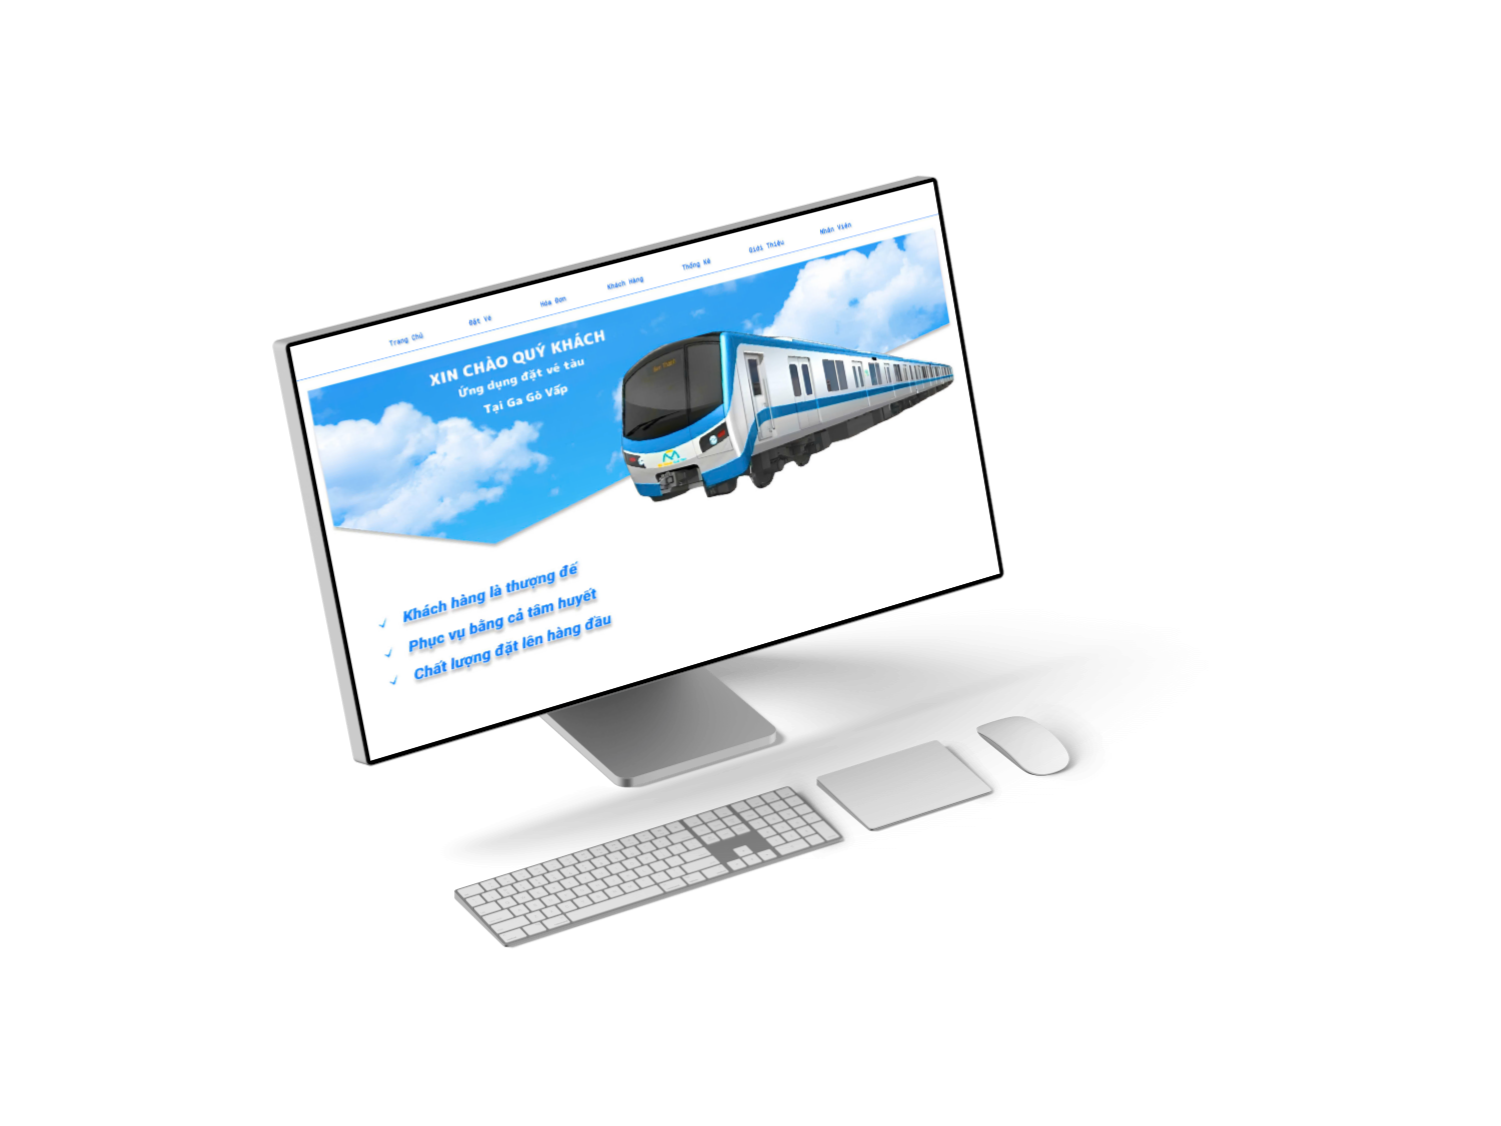 Trang Chủ
Đặt Vé
Hóa Đơn
Khách Hàng
Thống Kê
Giới Thiệu
Nhân Viên
XIN CHÀO QUÝ KHÁCH
Ứng dụng đặt vé tàu
Tại Ga Gò Vấp
Khách hàng là thượng đế
Phục vụ bằng cả tâm huyết
Chất lượng đặt lên hàng đầu